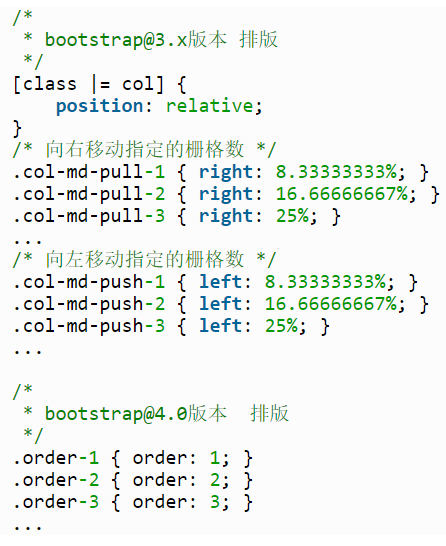 /*
 * bootstrap@3.x版本 排版
 */
[class |= col] {
    position: relative;
}
/* 向右移动指定的栅格数 */
.col-md-pull-1 { right: 8.33333333%; }
.col-md-pull-2 { right: 16.66666667%; }
.col-md-pull-3 { right: 25%; }
...
/* 向左移动指定的栅格数 */
.col-md-push-1 { left: 8.33333333%; }
.col-md-push-2 { left: 16.66666667%; }
.col-md-push-3 { left: 25%; }
...

/*
 * bootstrap@4.0版本  排版
 */
.order-1 { order: 1; }
.order-2 { order: 2; }
.order-3 { order: 3; }
...